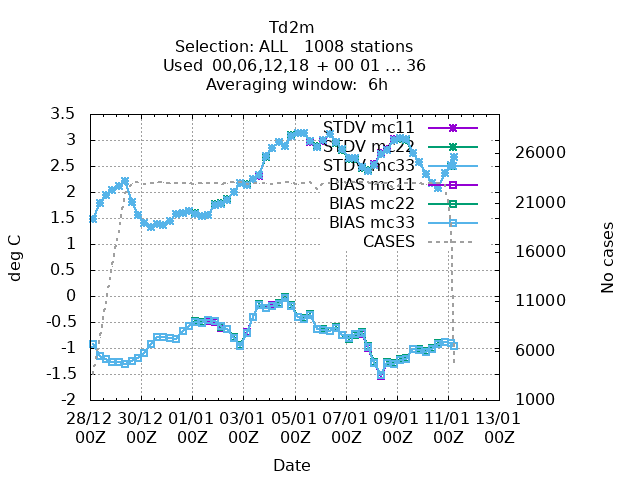 Td2m
Selection: ALL   1008 stations
Used  00,06,12,18 + 00 01 ... 36
Averaging window:  6h
3.5
3
2.5
2
1.5
1
0.5
0
-0.5
-1
-1.5
-2
deg C
STDV mc11
STDV mc22
STDV mc33
BIAS mc11
BIAS mc22
BIAS mc33
CASES
26000
21000
16000
11000
6000
1000
No cases
28/12 30/12 01/01 03/01 05/01 07/01 09/01 11/01 13/01
00Z 00Z 00Z 00Z 00Z 00Z 00Z 00Z 00Z
Date